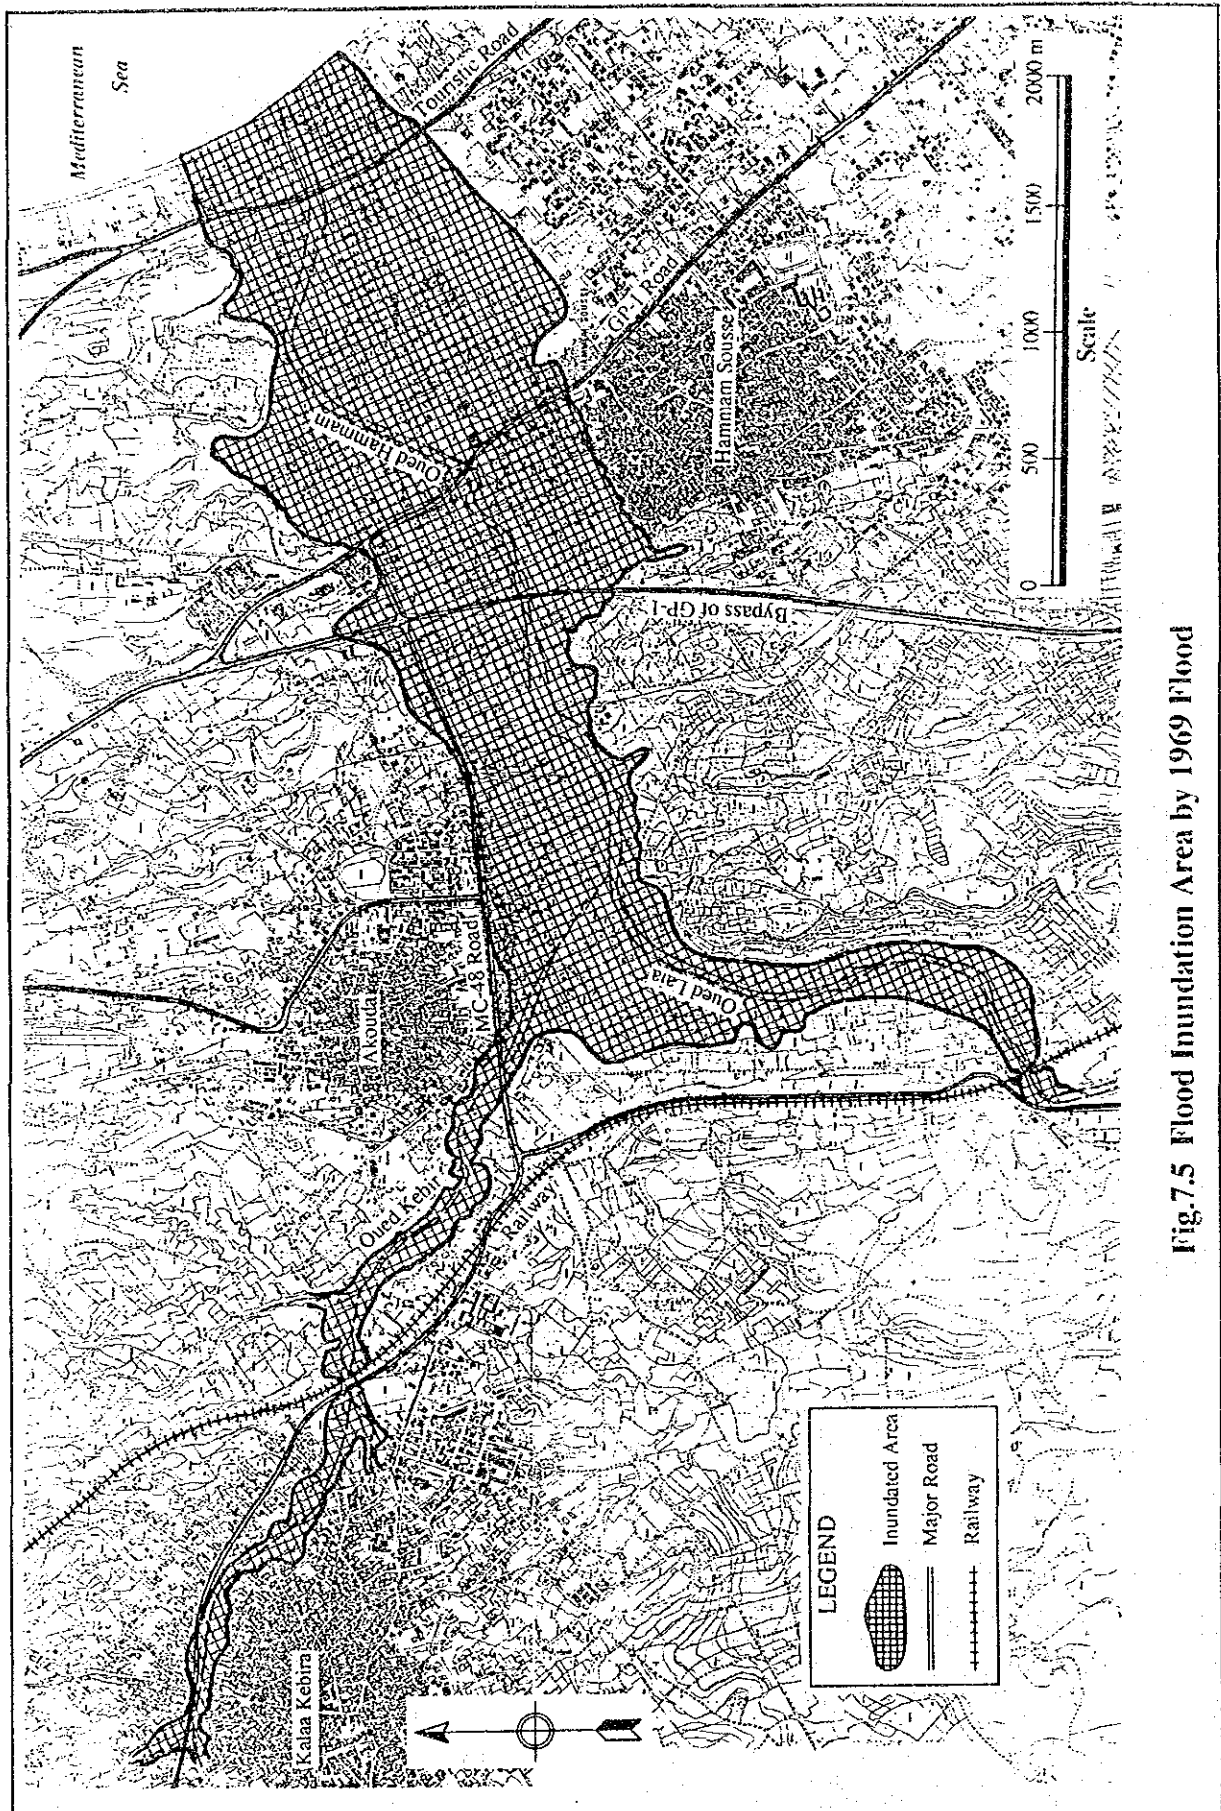 Mediterranean
Sea
Touristic Road
GP-1 Road
Oued Hammam
Hammam Sousse
Bypass of GP-1
MC-48 Road
Akouda
Oued Laia
Oued Kebir
Railway
Kalaa Kebira
0 500 1000 1500 2000 m
Scale
LEGEND
Inundated Area
Major Road
Railway
Fig.7.5 Flood Inundation Area by 1969 Flood